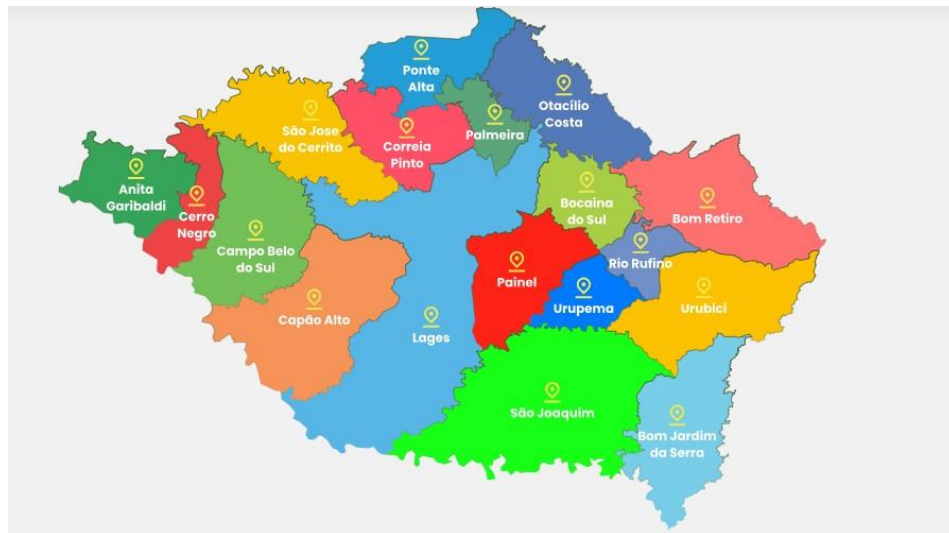 Ponte
Alta
Otacílio
Costa
São Jose
do Cerrito
Correia
Pinto
Palmeira
Anita
Garibaldi
Cerro
Negro
Bocaina
do Sul
Bom Retiro
Campo Belo
do Sul
Rio Rufino
Painel
Urupema
Urubici
Capão Alto
Lages
São Joaquim
Bom Jardim
da Serra